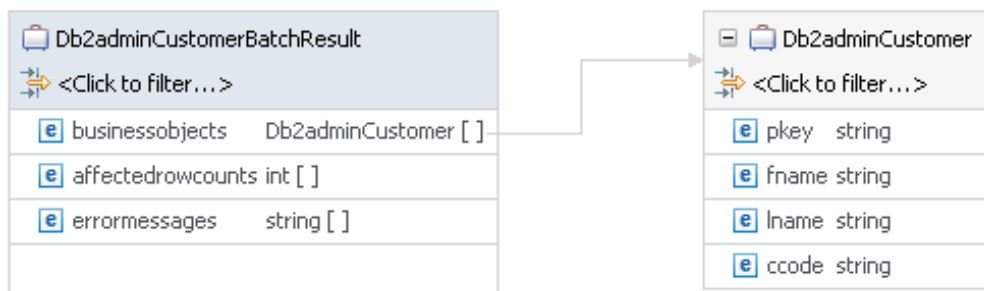 Db2adminCustomerBatchResult
<Click to filter...>
e businessobjects Db2adminCustomer [ ]
e affectedrowcounts int [ ]
e errormessages string [ ]
Db2adminCustomer
<Click to filter...>
e pkey string
e fname string
e lname string
e ccode string